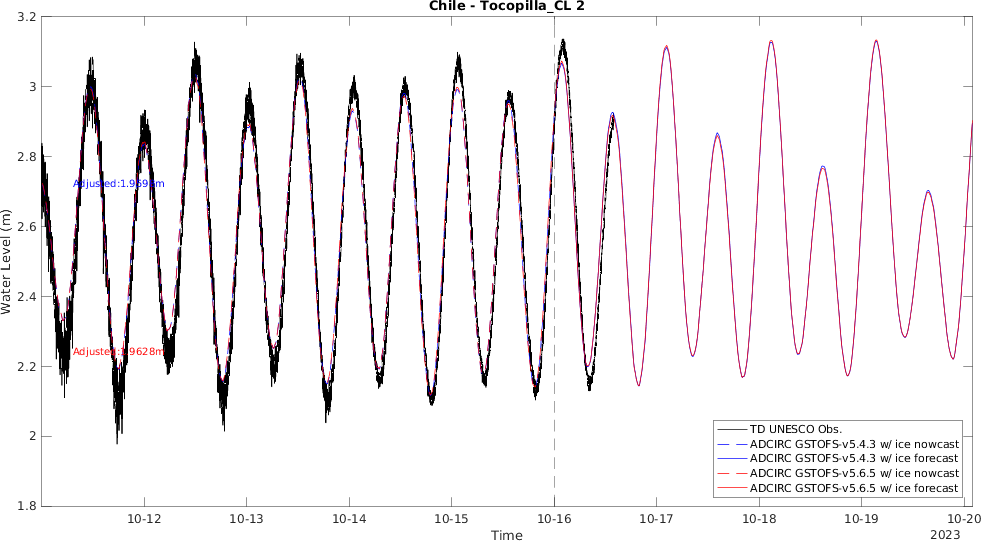 Chile - Tocopilla_CL 2
3.2
3
2.8
2.6
2.4
2.2
2
1.8
Water Level (m)
Adjusted:1.9628m
10-12
10-13
10-14
10-15
10-16
10-17
10-18
10-19
10-20
Time
2023
TD UNESCO Obs.
ADCIRC GSTOFS-v5.4.3 w/ ice nowcast
ADCIRC GSTOFS-v5.4.3 w/ ice forecast
ADCIRC GSTOFS-v5.6.5 w/ ice nowcast
ADCIRC GSTOFS-v5.6.5 w/ ice forecast